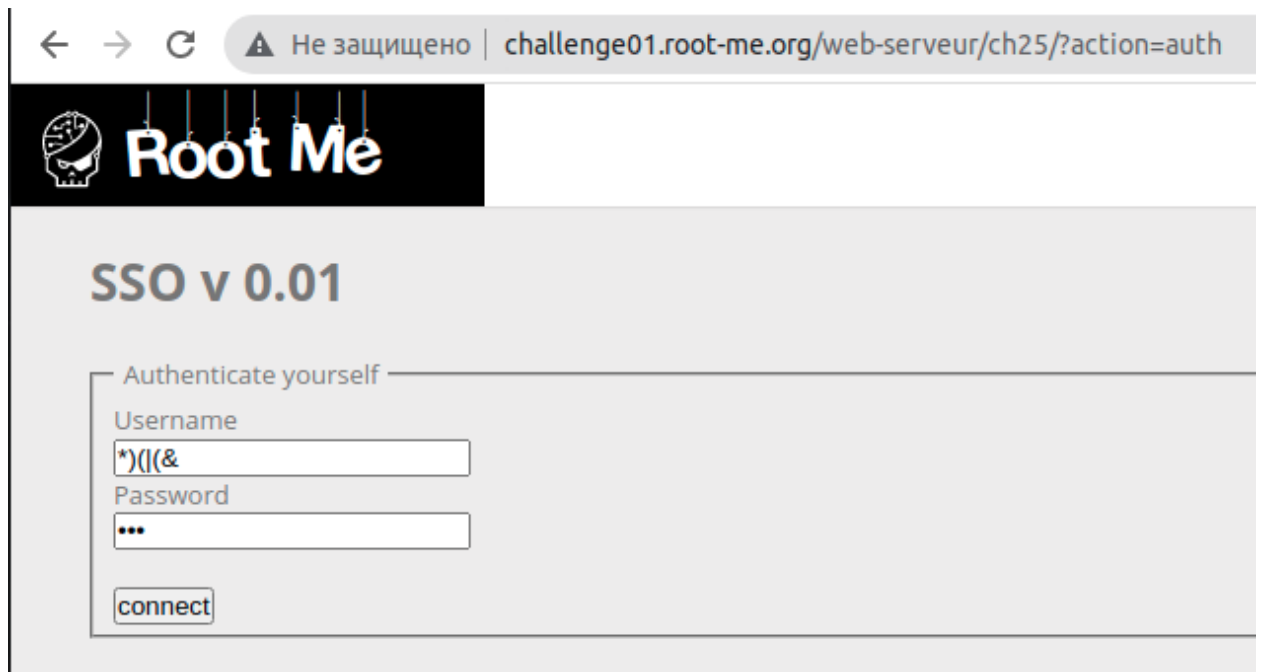 Не защищено challenge01.root-me.org/web-serveur/ch25/?action=auth
Root Me
SSO v 0.01
Authenticate yourself
Username
*)(|(&
Password
•••
connect